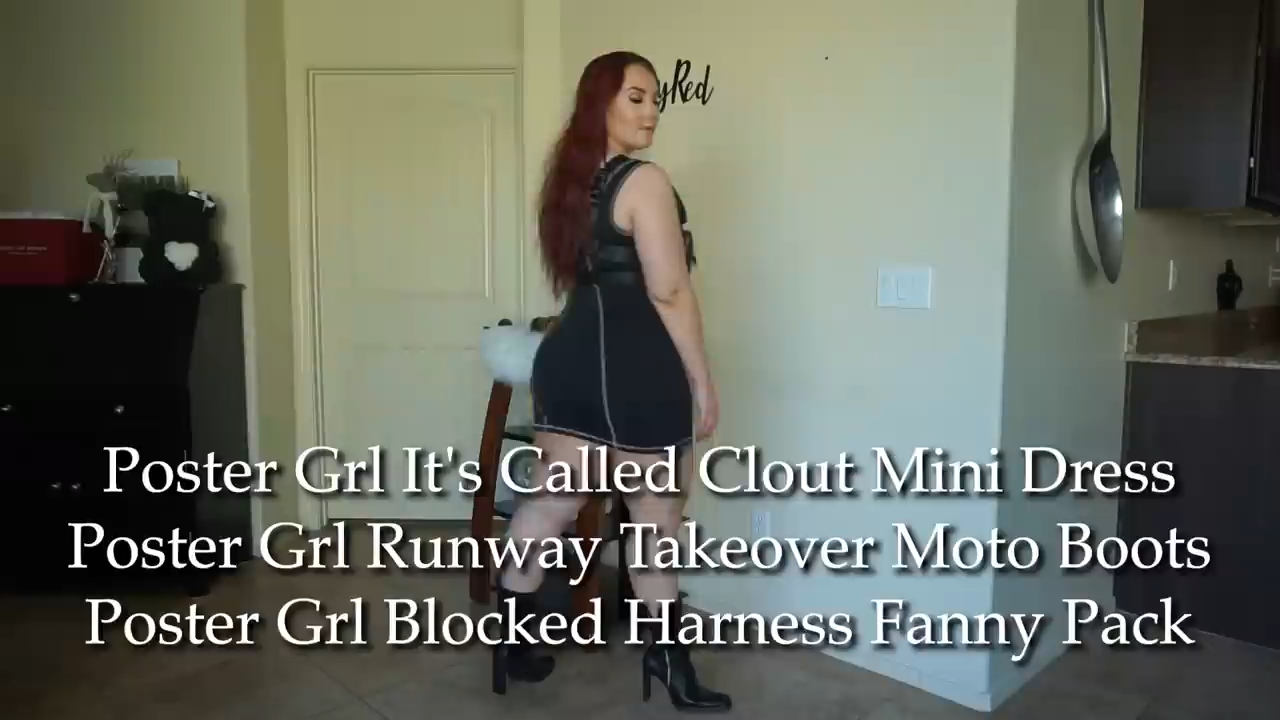 yRed
Poster Grl It's Called Clout Mini Dress
Poster Grl Runway Takeover Moto Boots
Poster Grl Blocked Harness Fanny Pack